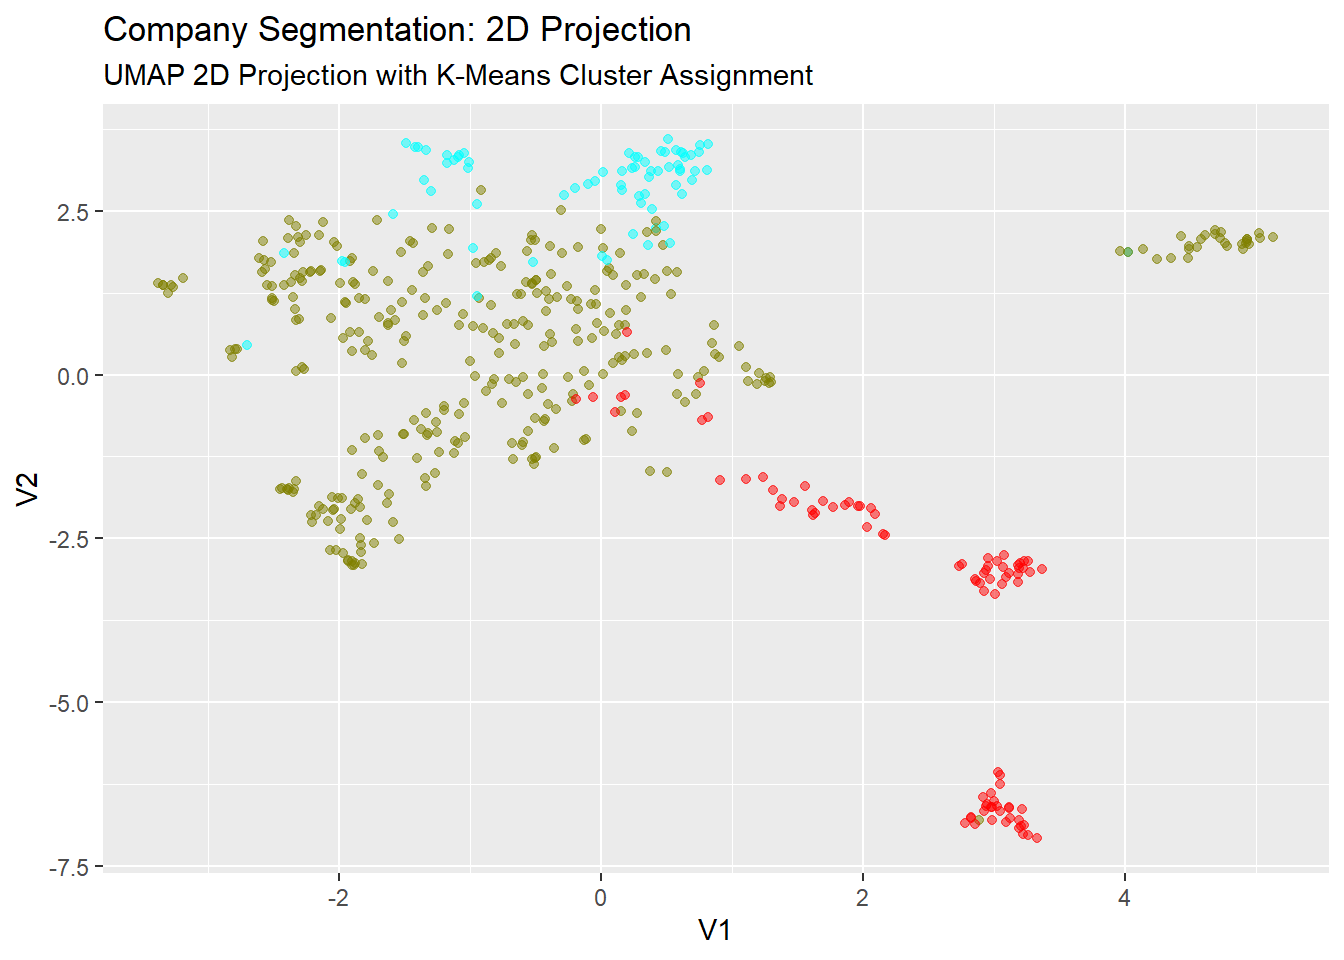 Company Segmentation: 2D Projection
UMAP 2D Projection with K-Means Cluster Assignment
2.5
0.0
-2.5
-5.0
-7.5
V2
-2 0 2 4
V1